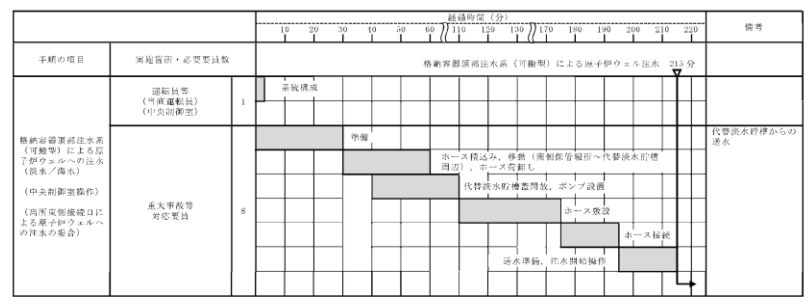 経過時間（分）
備考
10 20 30 40 50 60 110 120 130 170 180 190 200 210 220
手順の項目
実施箇所・必要要員数
格納容器頂部注水系（可搬型）による原子炉ウェル注水 215分
運転員等
（当直運転員）
（中央制御室）
1
系統構成
格納容器頂部注水系
（可搬型）による原
子炉ウェルへの注水
（淡水／海水）
（中央制御室操作）
（高所東側接続口に
よる原子炉ウェルへ
の注水の場合）
重大事故等
対応要員
8
準備
ホース積込み，移動（南側保管場所～代替淡水貯槽
周辺），ホース荷卸し
代替淡水貯槽蓋開放，ポンプ設置
ホース敷設
ホース接続
送水準備，注水開始操作
代替淡水貯槽からの
送水